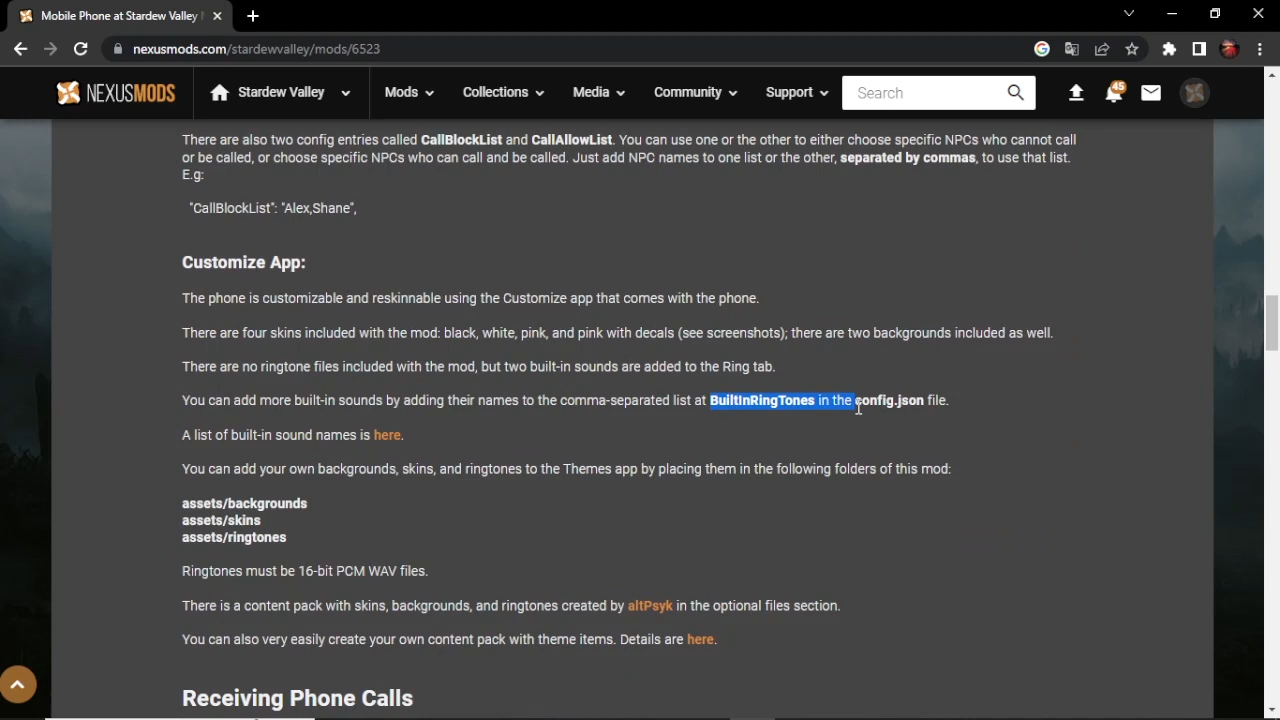 Mobile Phone at Stardew Valley
nexusmods.com/stardewvalley/mods/6523
NEXUSMODS
Stardew Valley
Mods
Collections
Media
Community
Support
Search
45
There are also two config entries called CallBlockList and CallAllowList. You can use one or the other to either choose specific NPCs who cannot call
or be called, or choose specific NPCs who can call and be called. Just add NPC names to one list or the other, separated by commas, to use that list.
E.g:
"CallBlockList": "Alex,Shane",
Customize App:
The phone is customizable and reskinnable using the Customize app that comes with the phone.
There are four skins included with the mod: black, white, pink, and pink with decals (see screenshots); there are two backgrounds included as well.
There are no ringtone files included with the mod, but two built-in sounds are added to the Ring tab.
You can add more built-in sounds by adding their names to the comma-separated list at BuiltInRingTones in the config.json file.
A list of built-in sound names is here.
You can add your own backgrounds, skins, and ringtones to the Themes app by placing them in the following folders of this mod:
assets/backgrounds
assets/skins
assets/ringtones
Ringtones must be 16-bit PCM WAV files.
There is a content pack with skins, backgrounds, and ringtones created by altPsyk in the optional files section.
You can also very easily create your own content pack with theme items. Details are here.
Receiving Phone Calls